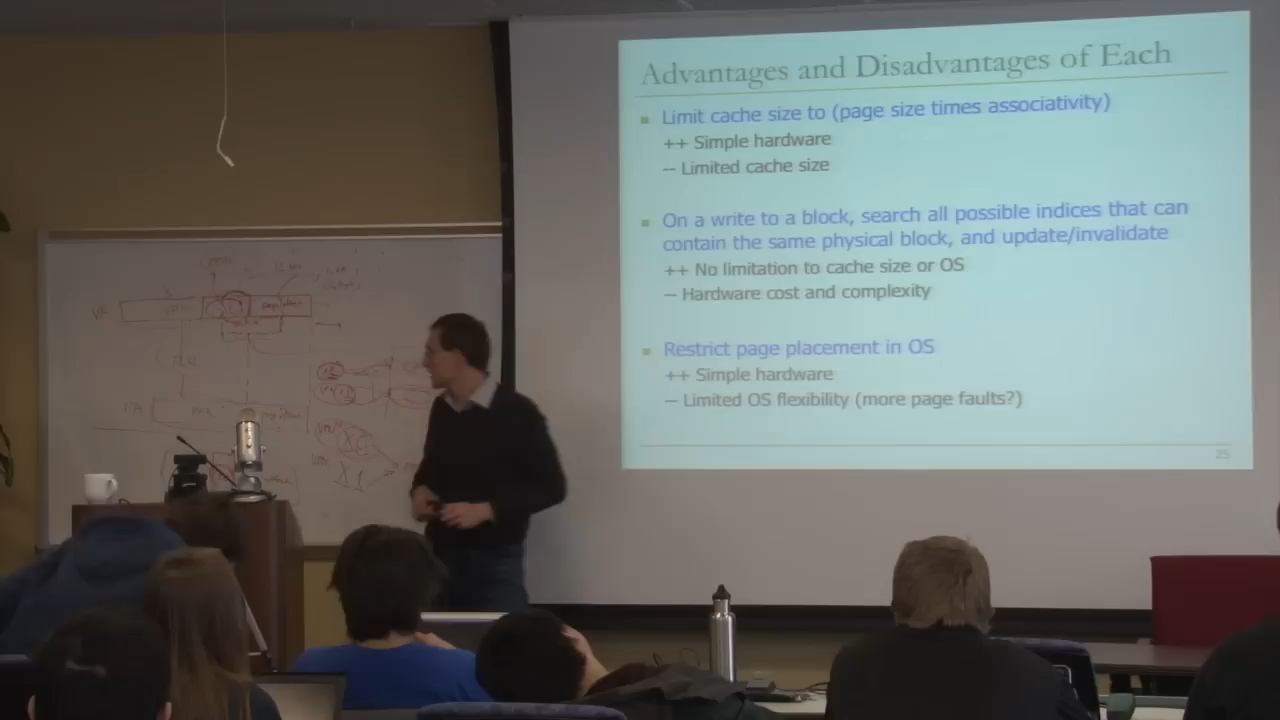 Advantages and Disadvantages of Each
Limit cache size to (page size times associativity)
++ Simple hardware
-- Limited cache size
On a write to a block, search all possible indices that can
contain the same physical block, and update/invalidate
++ No limitation to cache size or OS
-- Hardware cost and complexity
Restrict page placement in OS
++ Simple hardware
-- Limited OS flexibility (more page faults?)
25